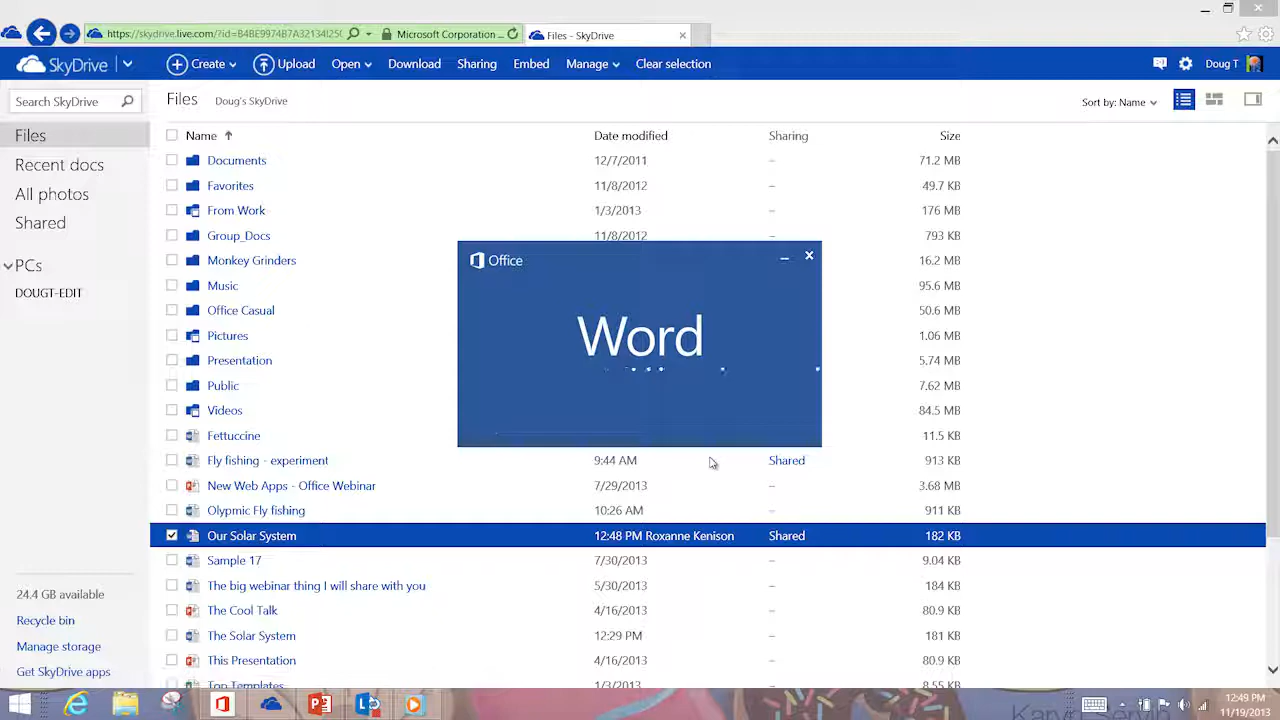 https://skydrive.live.com/?id=B4BE9974B7A32134!250
Microsoft Corporation ...
Files - SkyDrive
SkyDrive
Create
Upload
Open
Download
Sharing
Embed
Manage
Clear selection
Doug T
Search SkyDrive
Files
Doug's SkyDrive
Sort by: Name
Files
Recent docs
All photos
Shared
PCs
DOUGT-EDIT
Name Date modified Sharing Size
Documents 12/7/2011 – 71.2 MB
Favorites 11/8/2012 – 49.7 KB
From Work 1/3/2013 – 176 MB
Group_Docs 11/8/2012 793 KB
Monkey Grinders 16.2 MB
Music 95.6 MB
Office Casual 50.6 MB
Pictures 1.06 MB
Presentation 5.74 MB
Public 7.62 MB
Videos 84.5 MB
Fettuccine 11.5 KB
Fly fishing - experiment 9:44 AM Shared 913 KB
New Web Apps - Office Webinar 7/29/2013 – 3.68 MB
Olypmic Fly fishing 10:26 AM – 911 KB
Our Solar System 12:48 PM Roxanne Kenison Shared 182 KB
Sample 17 7/30/2013 – 9.04 KB
The big webinar thing I will share with you 5/30/2013 – 184 KB
The Cool Talk 4/16/2013 – 80.9 KB
The Solar System 12:29 PM – 181 KB
This Presentation 4/16/2013 – 80.9 KB
Top Templates 1/3/2013 – 8.55 KB
Office
Word
24.4 GB available
Recycle bin
Manage storage
Get SkyDrive apps
12:49 PM
11/19/2013